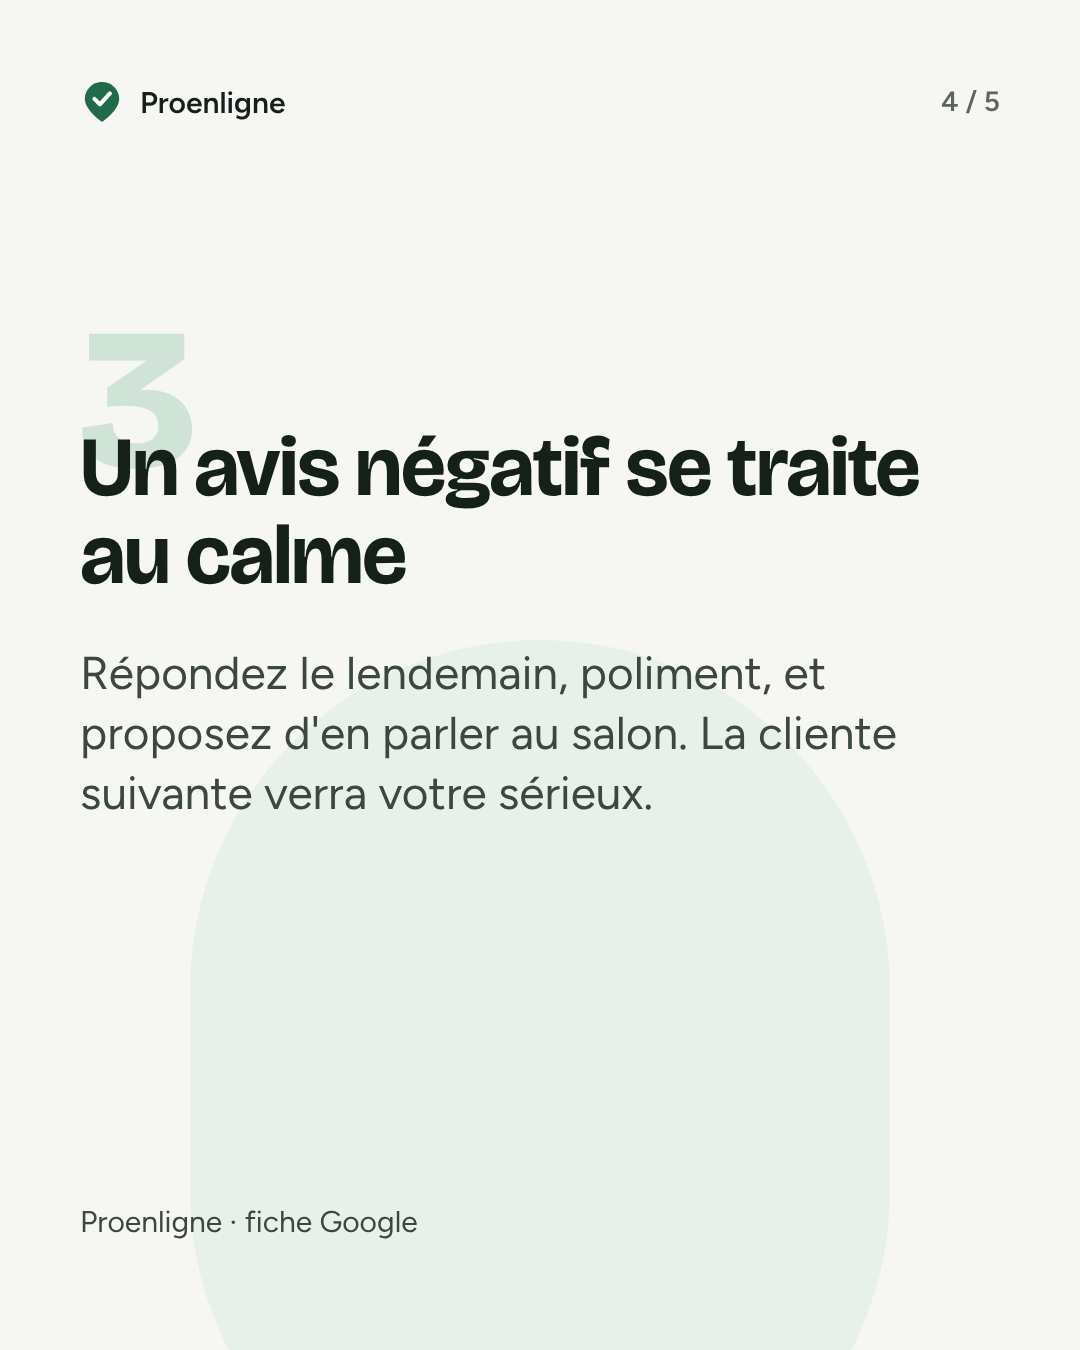 Proenligne
4 / 5
3
Un avis négatif se traite
au calme
Répondez le lendemain, poliment, et
proposez d'en parler au salon. La cliente
suivante verra votre sérieux.
Proenligne · fiche Google